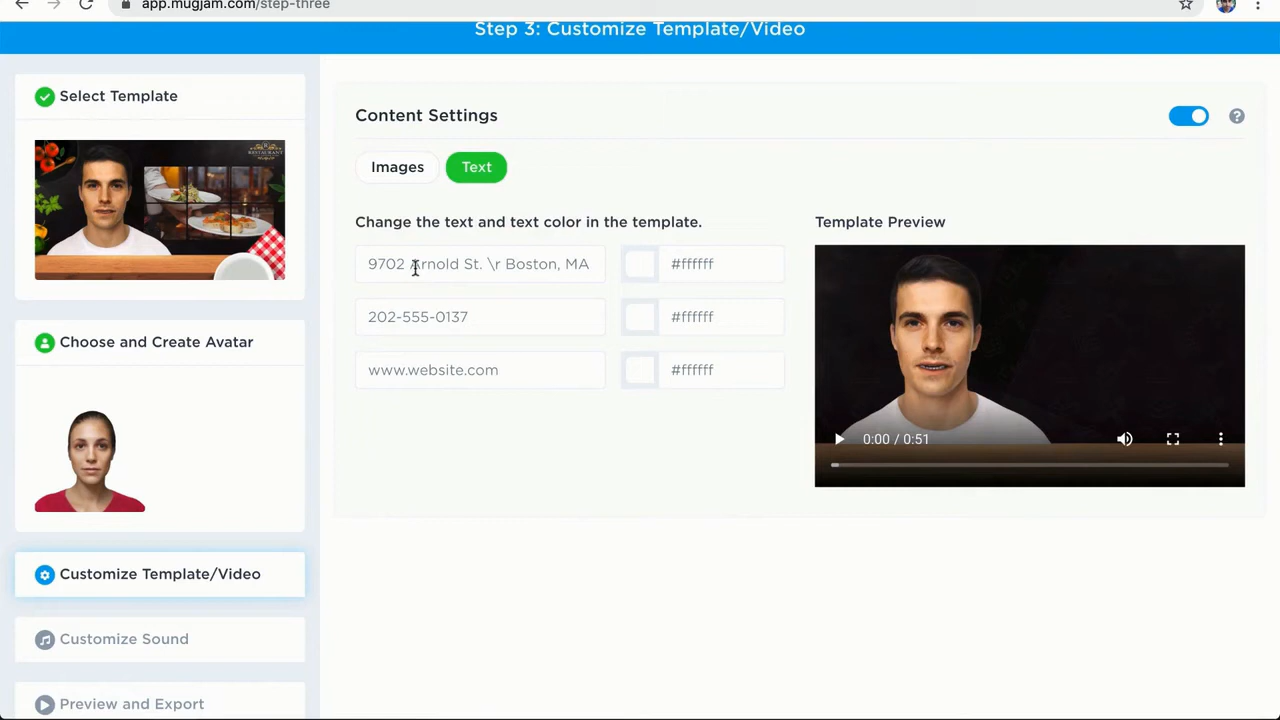 app.mugjam.com/step-three
Step 3: Customize Template/Video
Select Template
RESTAURANT
Choose and Create Avatar
Customize Template/Video
Customize Sound
Preview and Export
Content Settings
?
Images
Text
Change the text and text color in the template.
9702 Arnold St. \r Boston, MA
#ffffff
202-555-0137
#ffffff
www.website.com
#ffffff
Template Preview
0:00 / 0:51